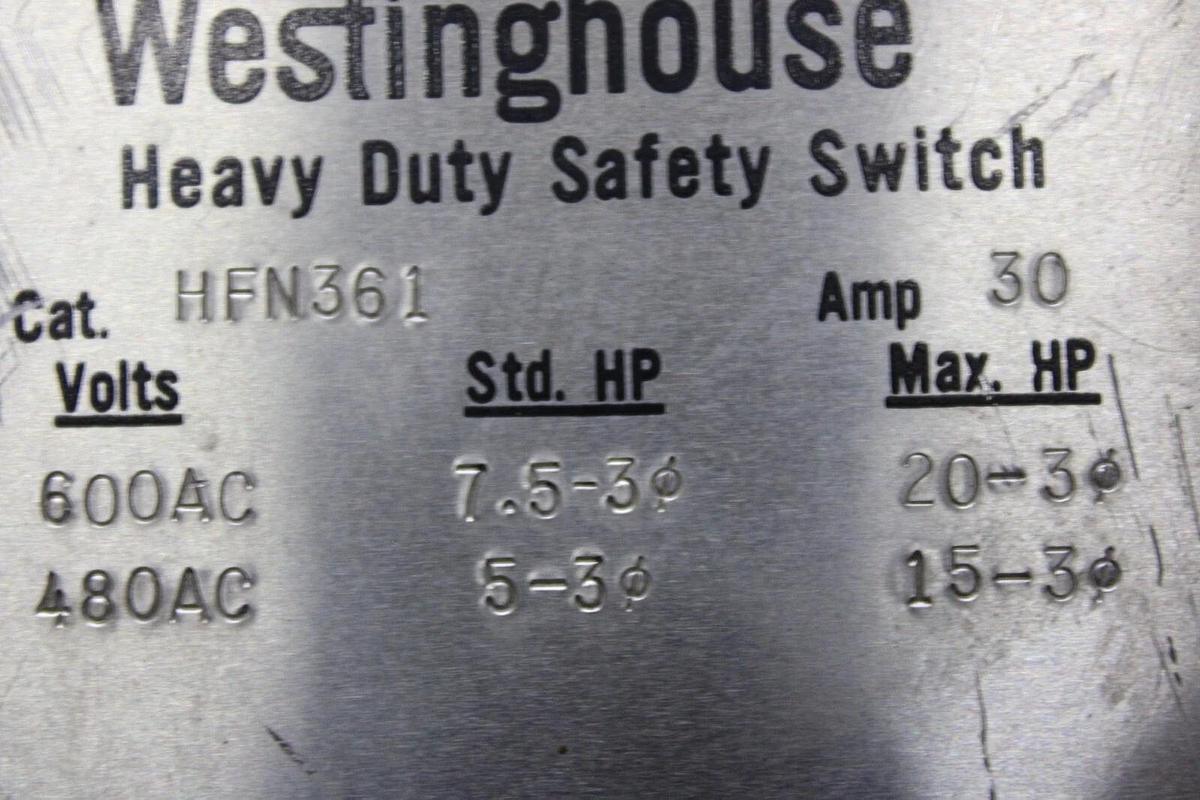 Westinghouse
Heavy Duty Safety Switch
Cat. HFN361 Amp 30
Volts Std. HP Max. HP
600AC 7.5-3ϕ 20-3ϕ
480AC 5-3ϕ 15-3ϕ